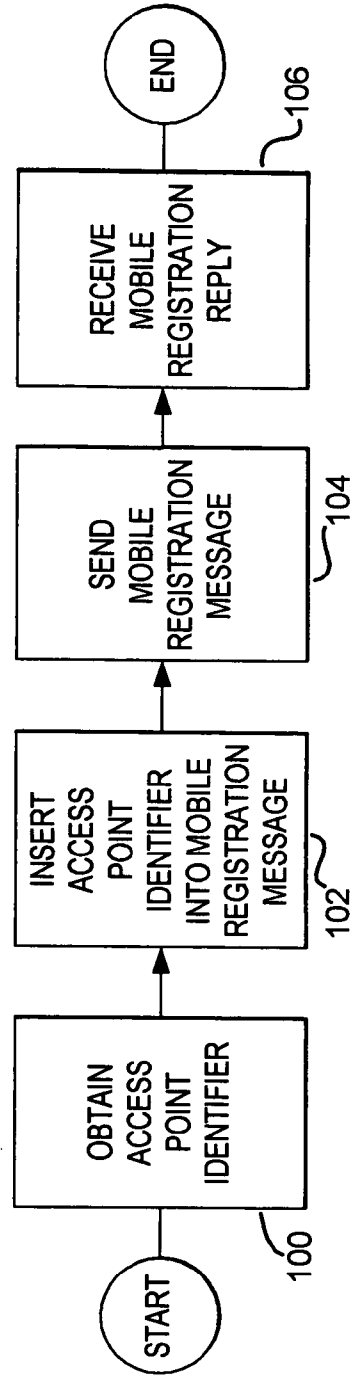 START
OBTAIN
ACCESS
POINT
IDENTIFIER
100
INSERT
ACCESS
POINT
IDENTIFIER
INTO MOBILE
REGISTRATION
MESSAGE
102
SEND
MOBILE
REGISTRATION
MESSAGE
104
RECEIVE
MOBILE
REGISTRATION
REPLY
106
END